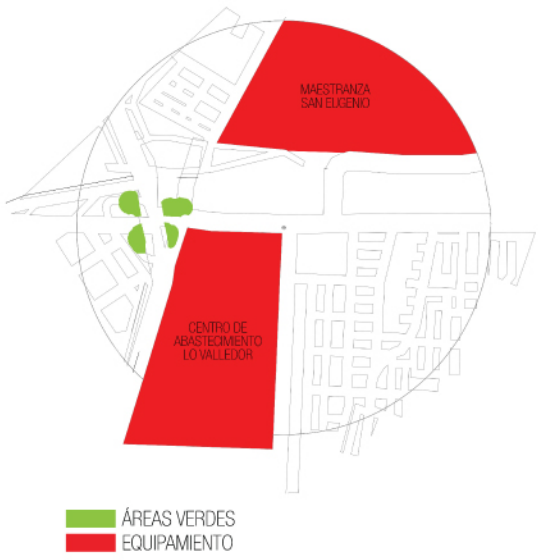 MAESTRANZA
SAN EUGENIO
CENTRO DE
ABASTECIMIENTO
LO VALLEDOR
ÁREAS VERDES
EQUIPAMIENTO